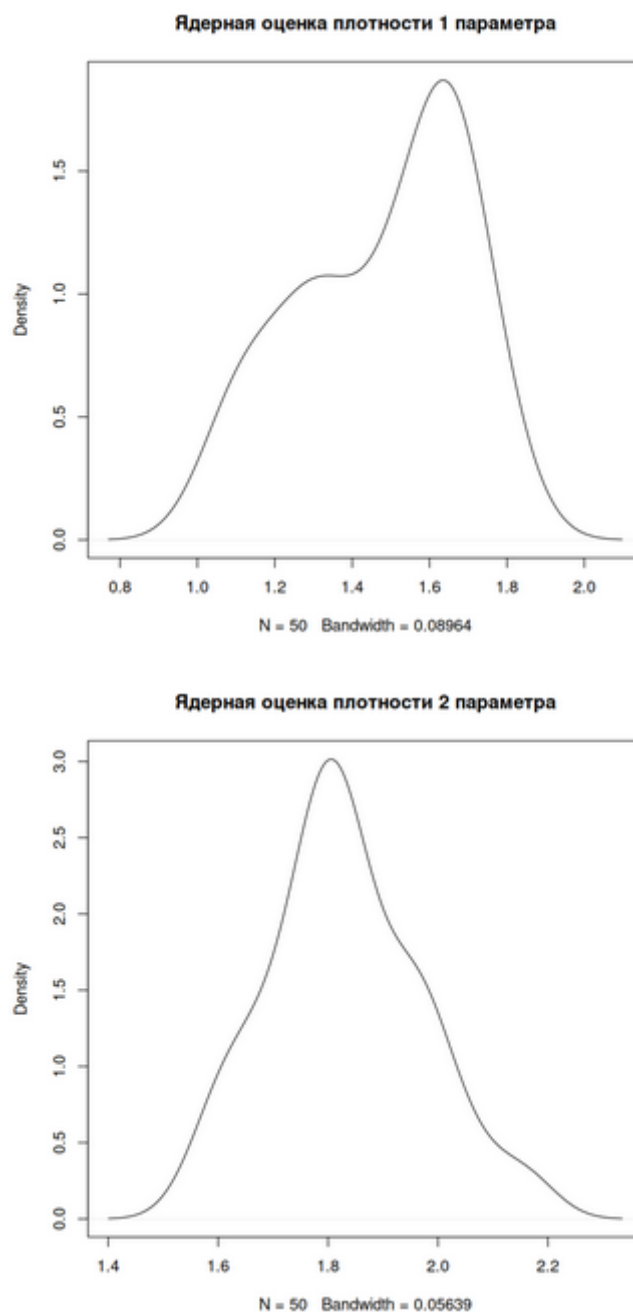 Ядерная оценка плотности 1 параметра
Density
0.0 0.5 1.0 1.5
0.8 1.0 1.2 1.4 1.6 1.8 2.0
N = 50 Bandwidth = 0.08964
Ядерная оценка плотности 2 параметра
Density
0.0 0.5 1.0 1.5 2.0 2.5 3.0
1.4 1.6 1.8 2.0 2.2
N = 50 Bandwidth = 0.05639